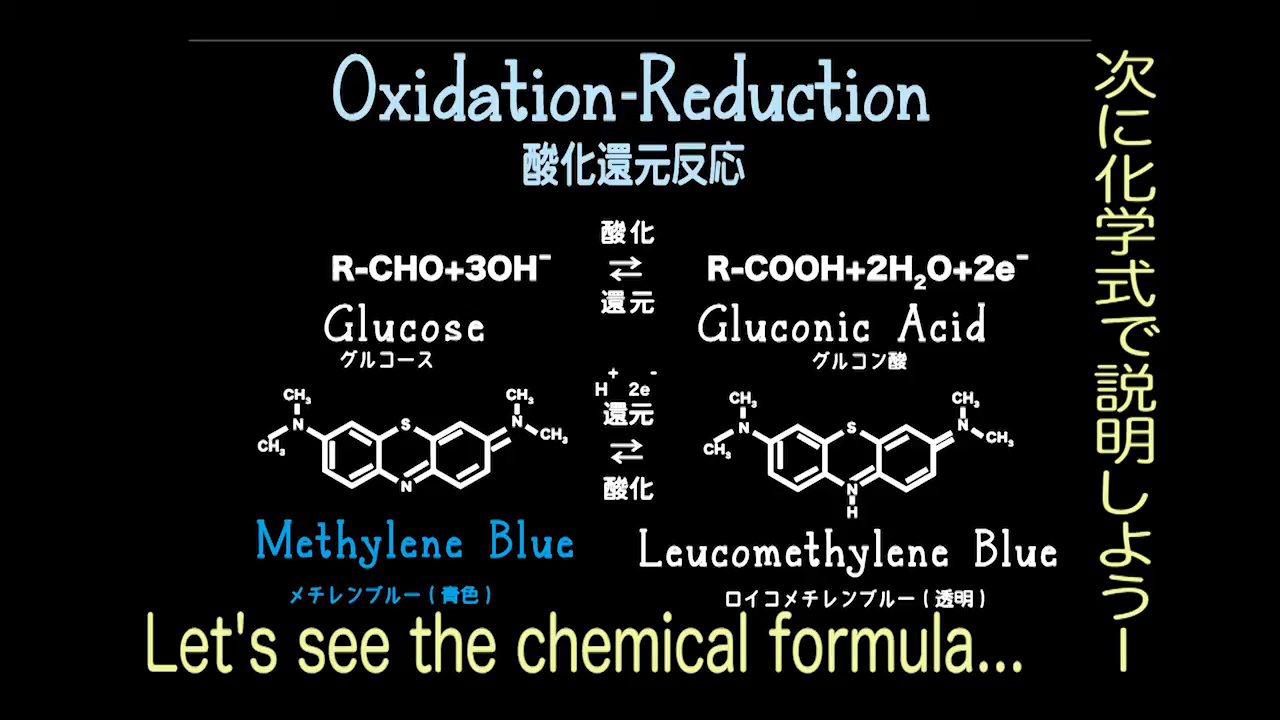 Oxidation-Reduction
酸化還元反応
酸化
R-CHO+3OH⁻ ⇄ R-COOH+2H₂O+2e⁻
還元
Glucose
グルコース
Gluconic Acid
グルコン酸
H⁺ 2e⁻
還元
⇄
酸化
CH₃
N
CH₃
S
N
CH₃
N
CH₃
Methylene Blue
メチレンブルー(青色)
CH₃
N
CH₃
S
N
H
CH₃
N
CH₃
Leucomethylene Blue
ロイコメチレンブルー(透明)
Let's see the chemical formula...
次に化学式で説明しようー